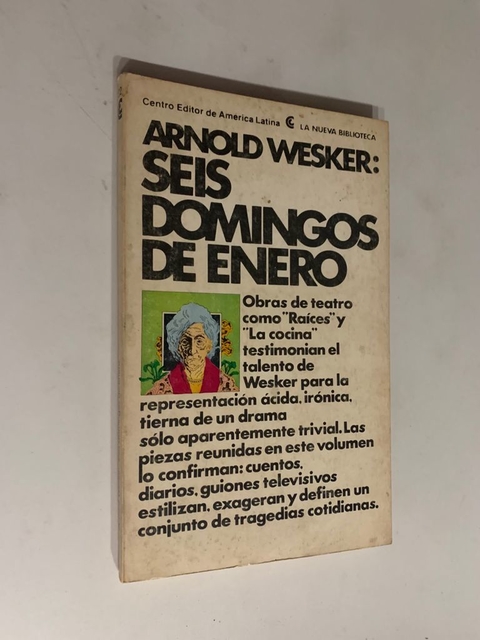 Centro Editor de America Latina LA NUEVA BIBLIOTECA
ARNOLD WESKER:
SEIS
DOMINGOS
DE ENERO
Obras de teatro
como "Raíces" y
"La cocina"
testimonian el
talento de
Wesker para la
representación ácida, irónica,
tierna de un drama
sólo aparentemente trivial. Las
piezas reunidas en este volumen
lo confirman: cuentos,
diarios, guiones televisivos
estilizan, exageran y definen un
conjunto de tragedias cotidianas.